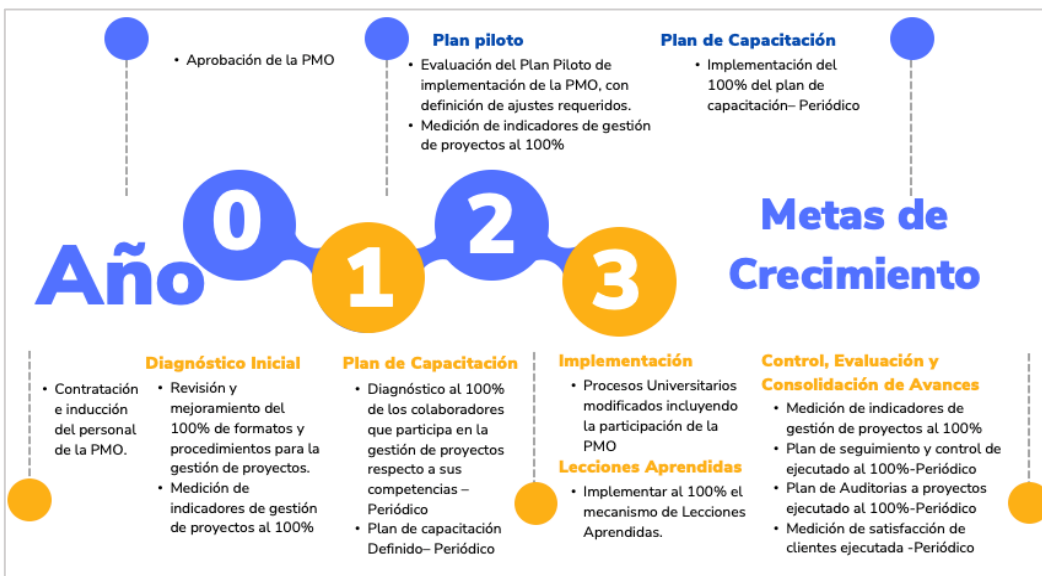 • Aprobación de la PMO
Plan piloto
• Evaluación del Plan Piloto de
implementación de la PMO, con
definición de ajustes requeridos.
• Medición de indicadores de gestión
de proyectos al 100%
Plan de Capacitación
• Implementación del
100% del plan de
capacitación– Periódico
Año
0
1
2
3
Metas de
Crecimiento
• Contratación
e inducción
del personal
de la PMO.
Diagnóstico Inicial
• Revisión y
mejoramiento del
100% de formatos y
procedimientos para la
gestión de proyectos.
• Medición de
indicadores de gestión
de proyectos al 100%
Plan de Capacitación
• Diagnóstico al 100%
de los colaboradores
que participa en la
gestión de proyectos
respecto a sus
competencias –
Periódico
• Plan de capacitación
Definido– Periódico
Implementación
• Procesos Universitarios
modificados incluyendo
la participación de la
PMO
Lecciones Aprendidas
• Implementar al 100% el
mecanismo de Lecciones
Aprendidas.
Control, Evaluación y
Consolidación de Avances
• Medición de indicadores de
gestión de proyectos al 100%
• Plan de seguimiento y control de
ejecutado al 100%-Periódico
• Plan de Auditorias a proyectos
ejecutado al 100%-Periódico
• Medición de satisfacción de
clientes ejecutada -Periódico